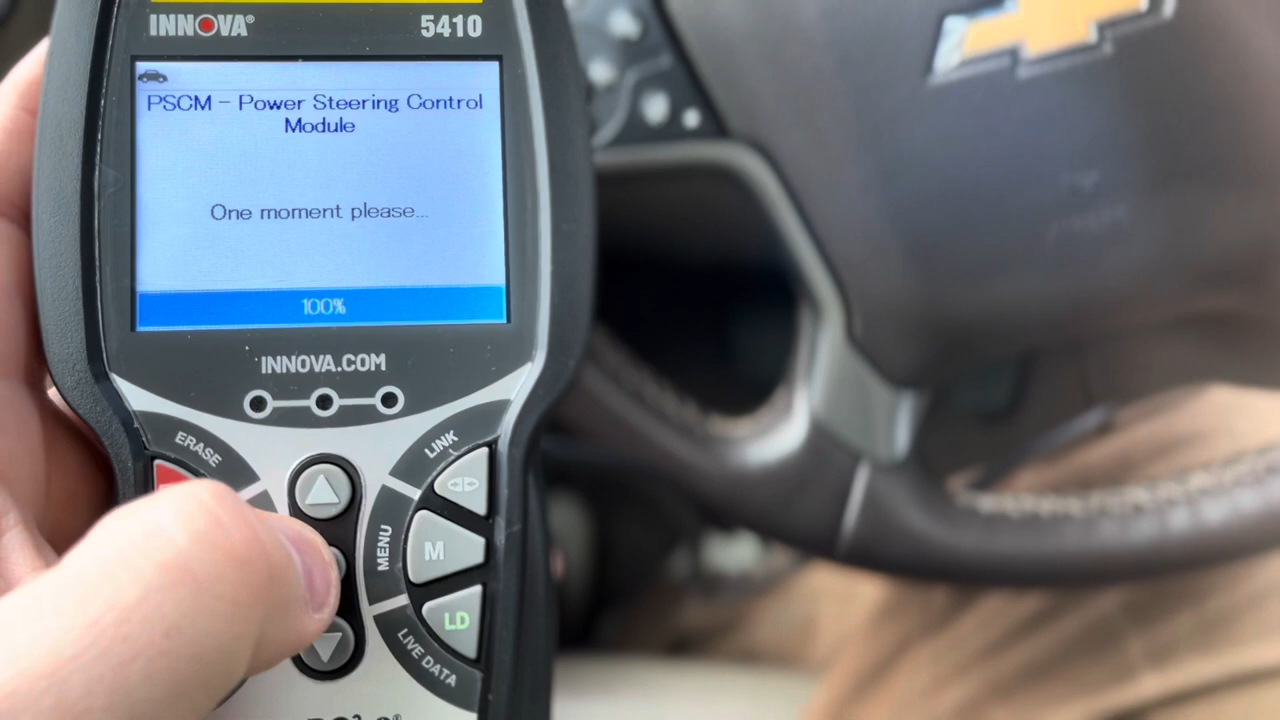 INNOVA®
5410
PSCM - Power Steering Control
Module
One moment please...
100%
INNOVA.COM
ERASE
LINK
MENU
M
LD
LIVE DATA